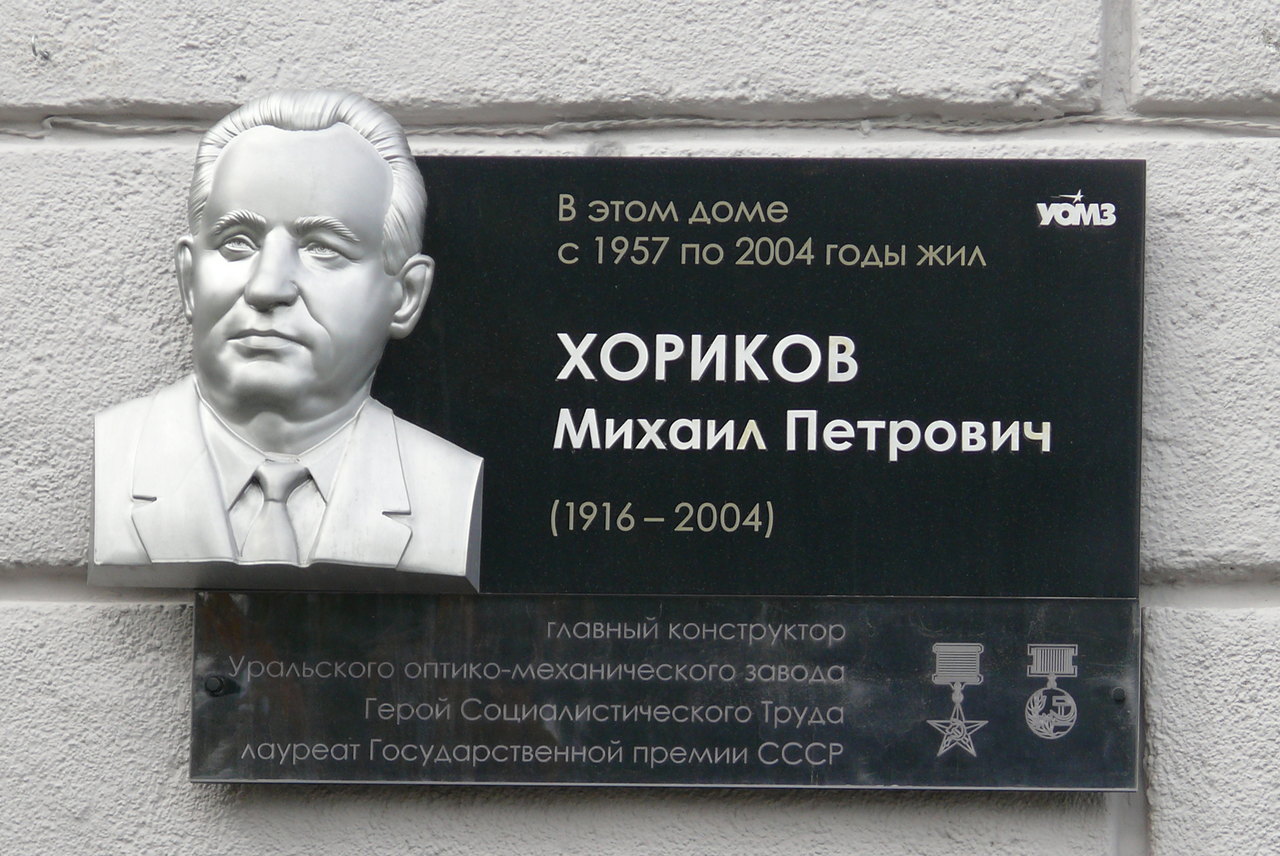 В этом доме
с 1957 по 2004 годы жил
УОМЗ
ХОРИКОВ
Михаил Петрович
(1916 – 2004)
главный конструктор
Уральского оптико-механического завода
Герой Социалистического Труда
лауреат Государственной премии СССР